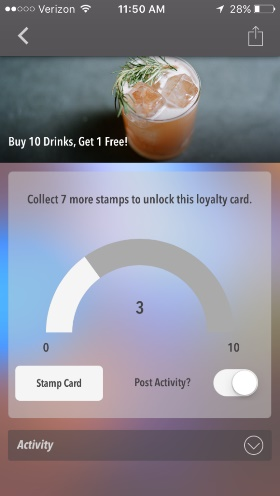 Verizon 11:50 AM 28%
Buy 10 Drinks, Get 1 Free!
Collect 7 more stamps to unlock this loyalty card.
3
0 10
Stamp Card Post Activity?
Activity